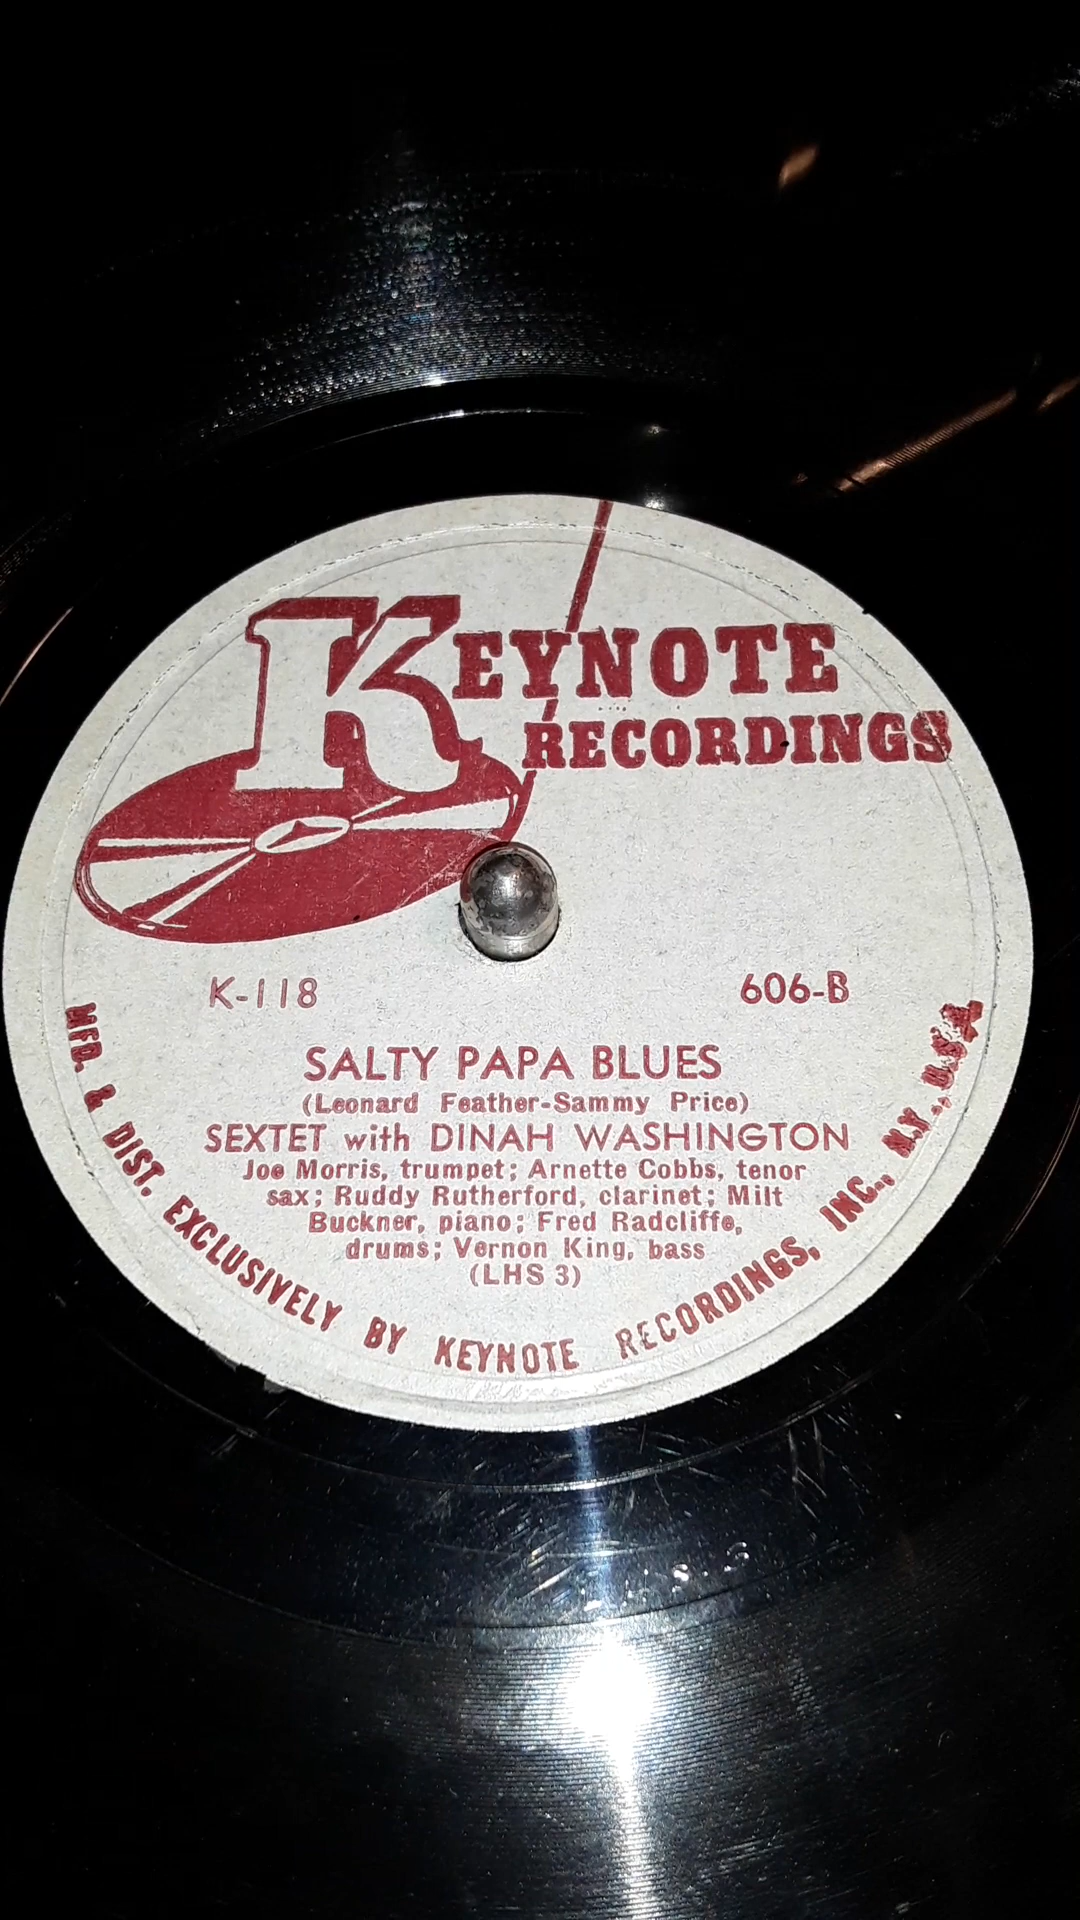 KEYNOTE
RECORDINGS
K-118
606-B
SALTY PAPA BLUES
(Leonard Feather-Sammy Price)
SEXTET with DINAH WASHINGTON
Joe Morris, trumpet; Arnette Cobbs, tenor
sax; Ruddy Rutherford, clarinet; Milt
Buckner, piano; Fred Radcliffe,
drums; Vernon King, bass
(LHS 3)
MFD. & DIST. EXCLUSIVELY BY KEYNOTE RECORDINGS, INC., N.Y., U.S.A.